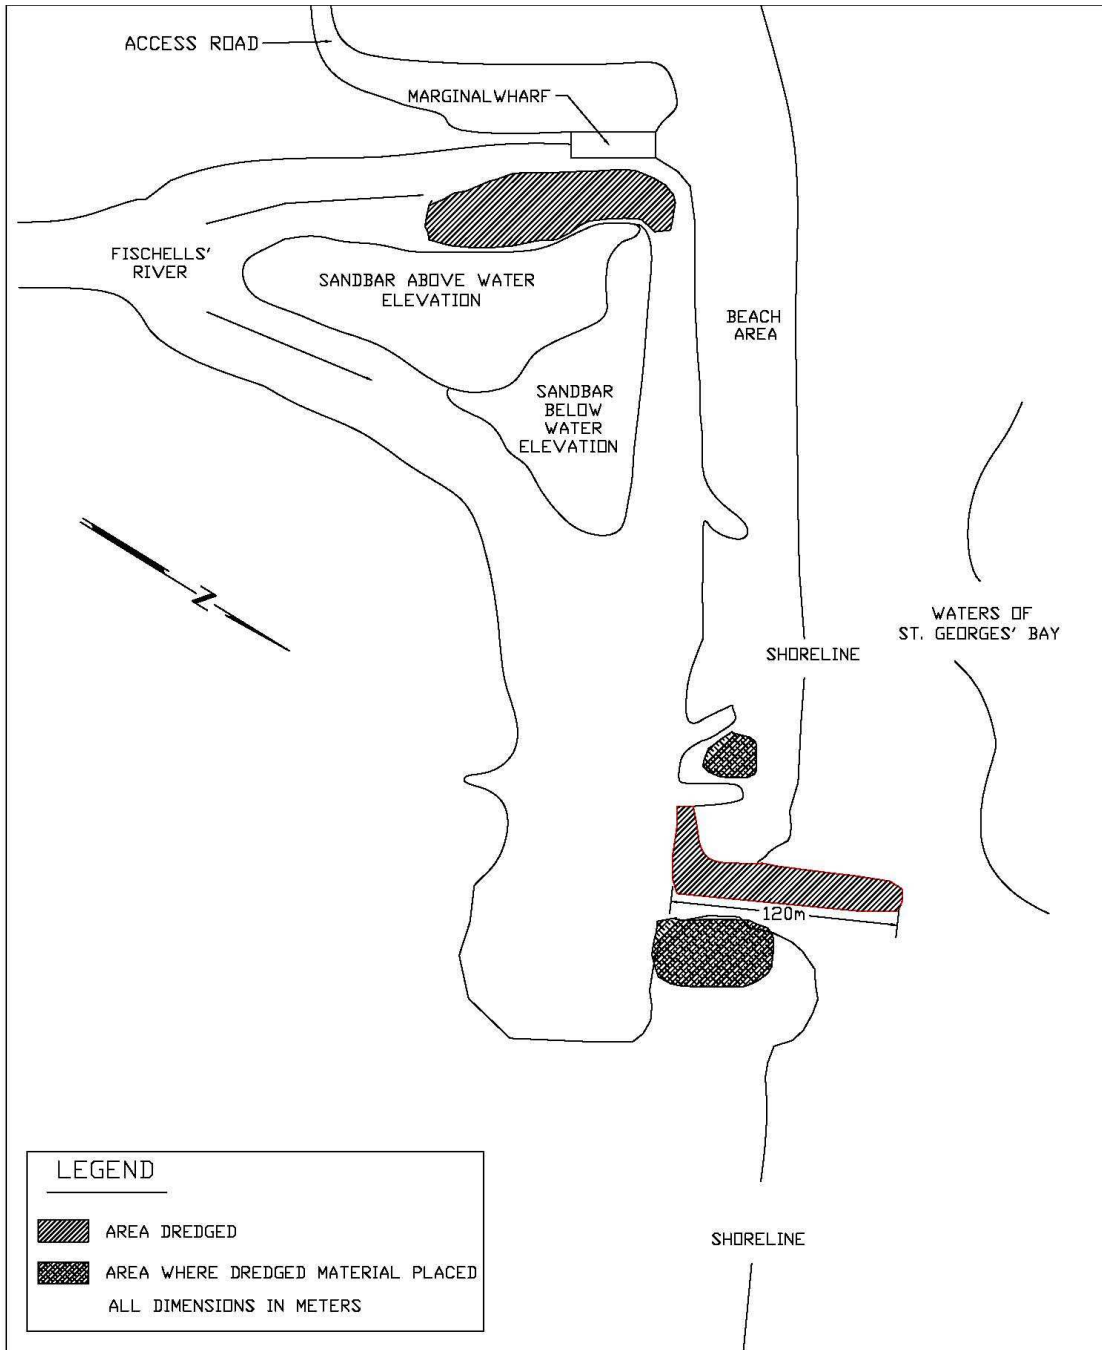 ACCESS ROAD
MARGINALWHARF
FISCHELLS'
RIVER
SANDBAR ABOVE WATER
ELEVATION
BEACH
AREA
SANDBAR
BELOW
WATER
ELEVATION
N
WATERS OF
ST. GEORGES' BAY
SHORELINE
120m
LEGEND
AREA DREDGED
AREA WHERE DREDGED MATERIAL PLACED
ALL DIMENSIONS IN METERS
SHORELINE